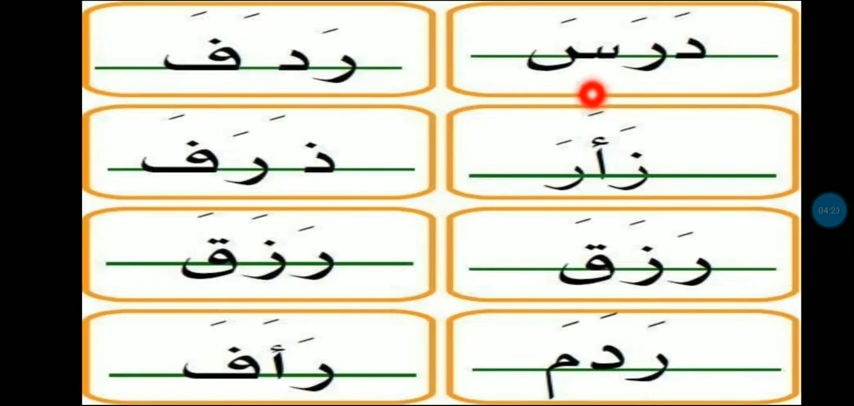 دَرَسَ
رَدَفَ
زَأَرَ
ذَرَفَ
رَزَقَ
رَزَقَ
رَدَمَ
رَأَفَ
04:23